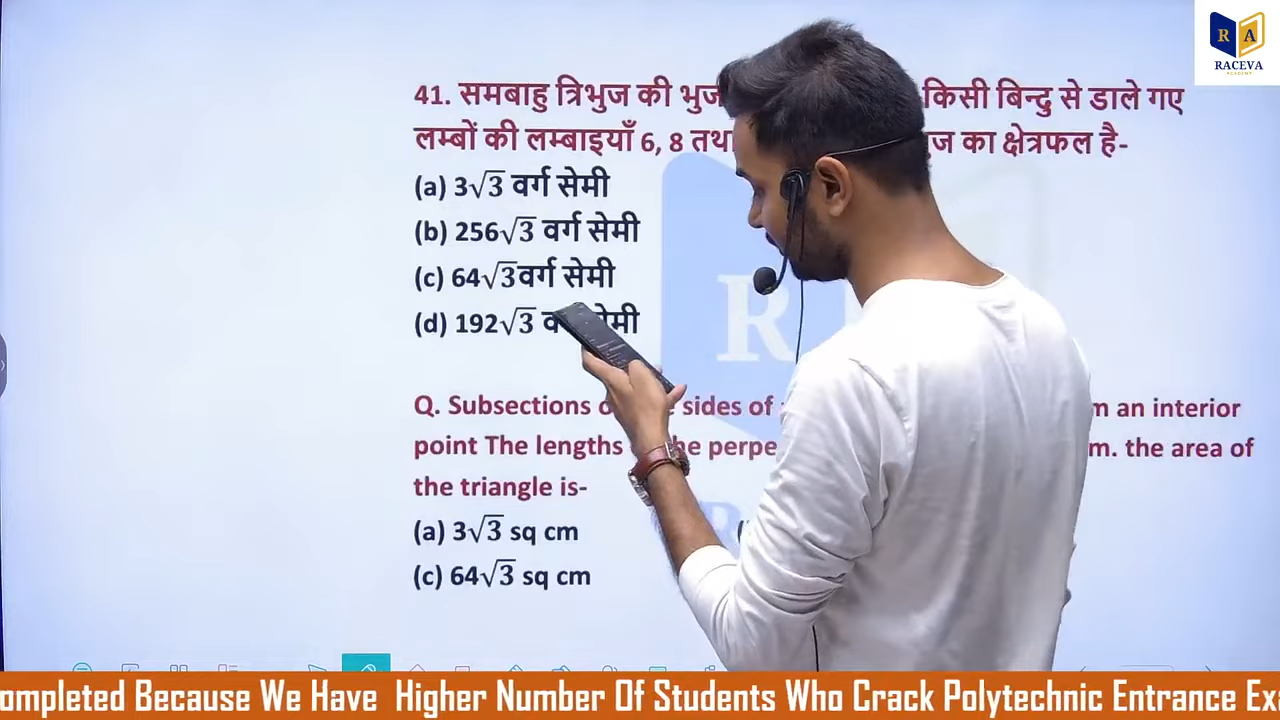 R A
RACEVA
ACADEMY
41. समबाहु त्रिभुज की भुज किसी बिन्दु से डाले गए
लम्बों की लम्बाइयाँ 6, 8 तथा ज का क्षेत्रफल है-
(a) 3√3 वर्ग सेमी
(b) 256√3 वर्ग सेमी
(c) 64√3वर्ग सेमी
(d) 192√3 व मी
R
Q. Subsections o sides of m an interior
point The lengths he perpe m. the area of
the triangle is-
(a) 3√3 sq cm
(c) 64√3 sq cm
ompleted Because We Have Higher Number Of Students Who Crack Polytechnic Entrance Ex